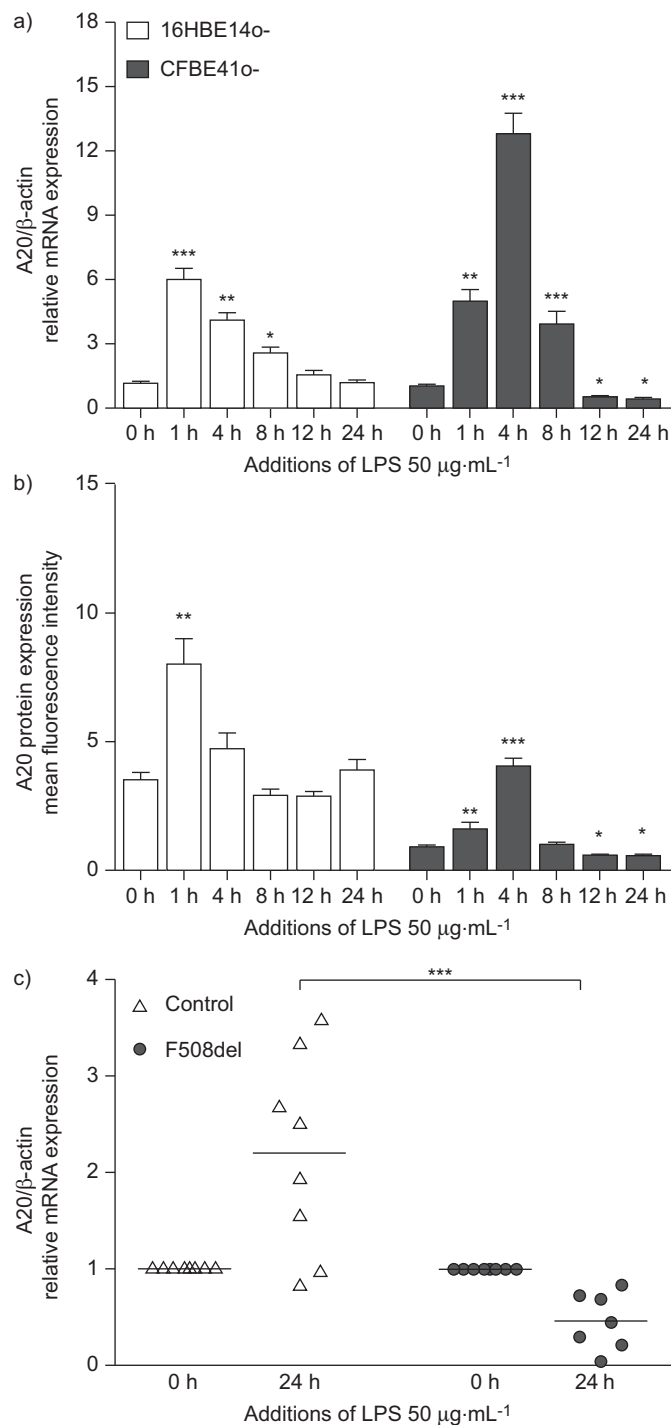 a)
18
15
12
9
6
3
0
A20/β-actin
relative mRNA expression
16HBE14o-
CFBE41o-
***
**
*
**
***
***
*
*
0 h 1 h 4 h 8 h 12 h 24 h 0 h 1 h 4 h 8 h 12 h 24 h
Additions of LPS 50 μg·mL-1
b)
15
10
5
0
A20 protein expression
mean fluorescence intensity
**
**
***
*
*
0 h 1 h 4 h 8 h 12 h 24 h 0 h 1 h 4 h 8 h 12 h 24 h
Additions of LPS 50 μg·mL-1
c)
4
3
2
1
0
A20/β-actin
relative mRNA expression
Control
F508del
***
0 h 24 h 0 h 24 h
Additions of LPS 50 μg·mL-1